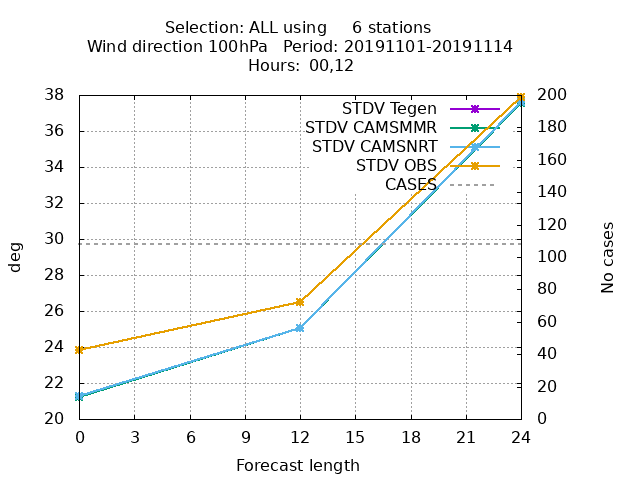 Selection: ALL using     6 stations
Wind direction 100hPa   Period: 20191101-20191114
Hours: 00,12
38
36
34
32
30
28
26
24
22
20
deg
200
180
160
140
120
100
80
60
40
20
0
No cases
STDV Tegen
STDV CAMSMMR
STDV CAMSNRT
STDV OBS
CASES
0 3 6 9 12 15 18 21 24
Forecast length